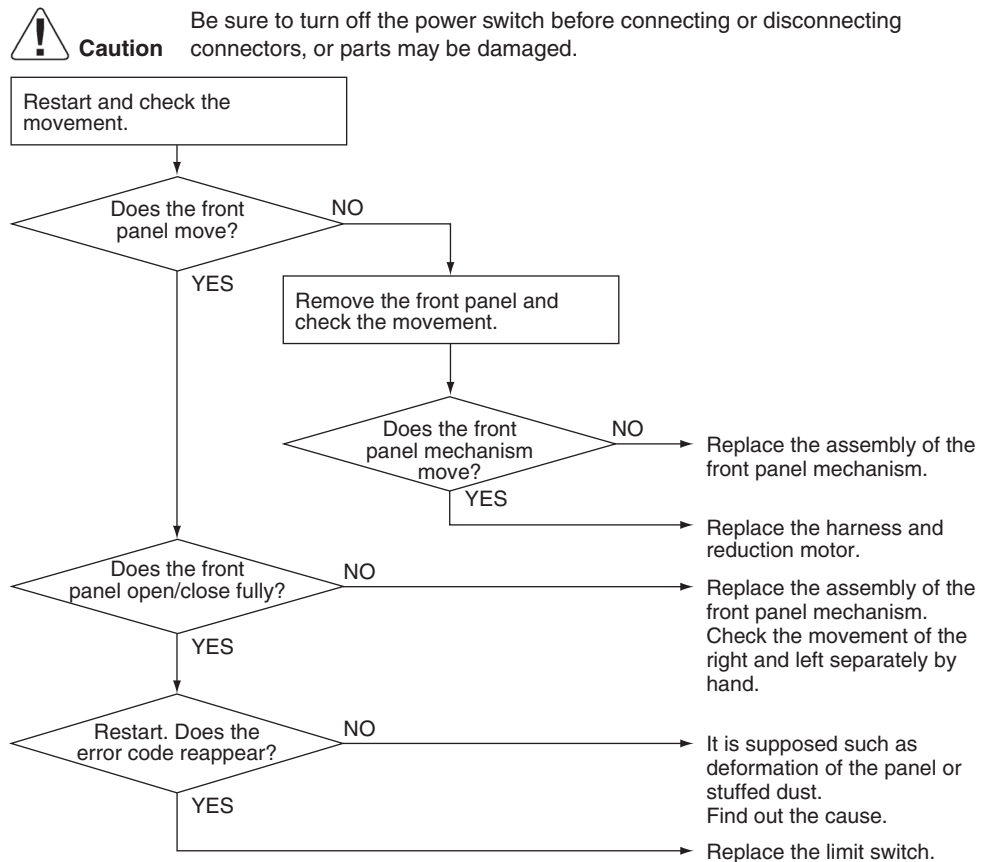 Be sure to turn off the power switch before connecting or disconnecting
Caution connectors, or parts may be damaged.
Restart and check the
movement.
Does the front
panel move?
NO
YES
Remove the front panel and
check the movement.
Does the front
panel mechanism
move?
NO
Replace the assembly of the
front panel mechanism.
YES
Replace the harness and
reduction motor.
Does the front
panel open/close fully?
NO
Replace the assembly of the
front panel mechanism.
Check the movement of the
right and left separately by
hand.
YES
Restart. Does the
error code reappear?
NO
It is supposed such as
deformation of the panel or
stuffed dust.
Find out the cause.
YES
Replace the limit switch.